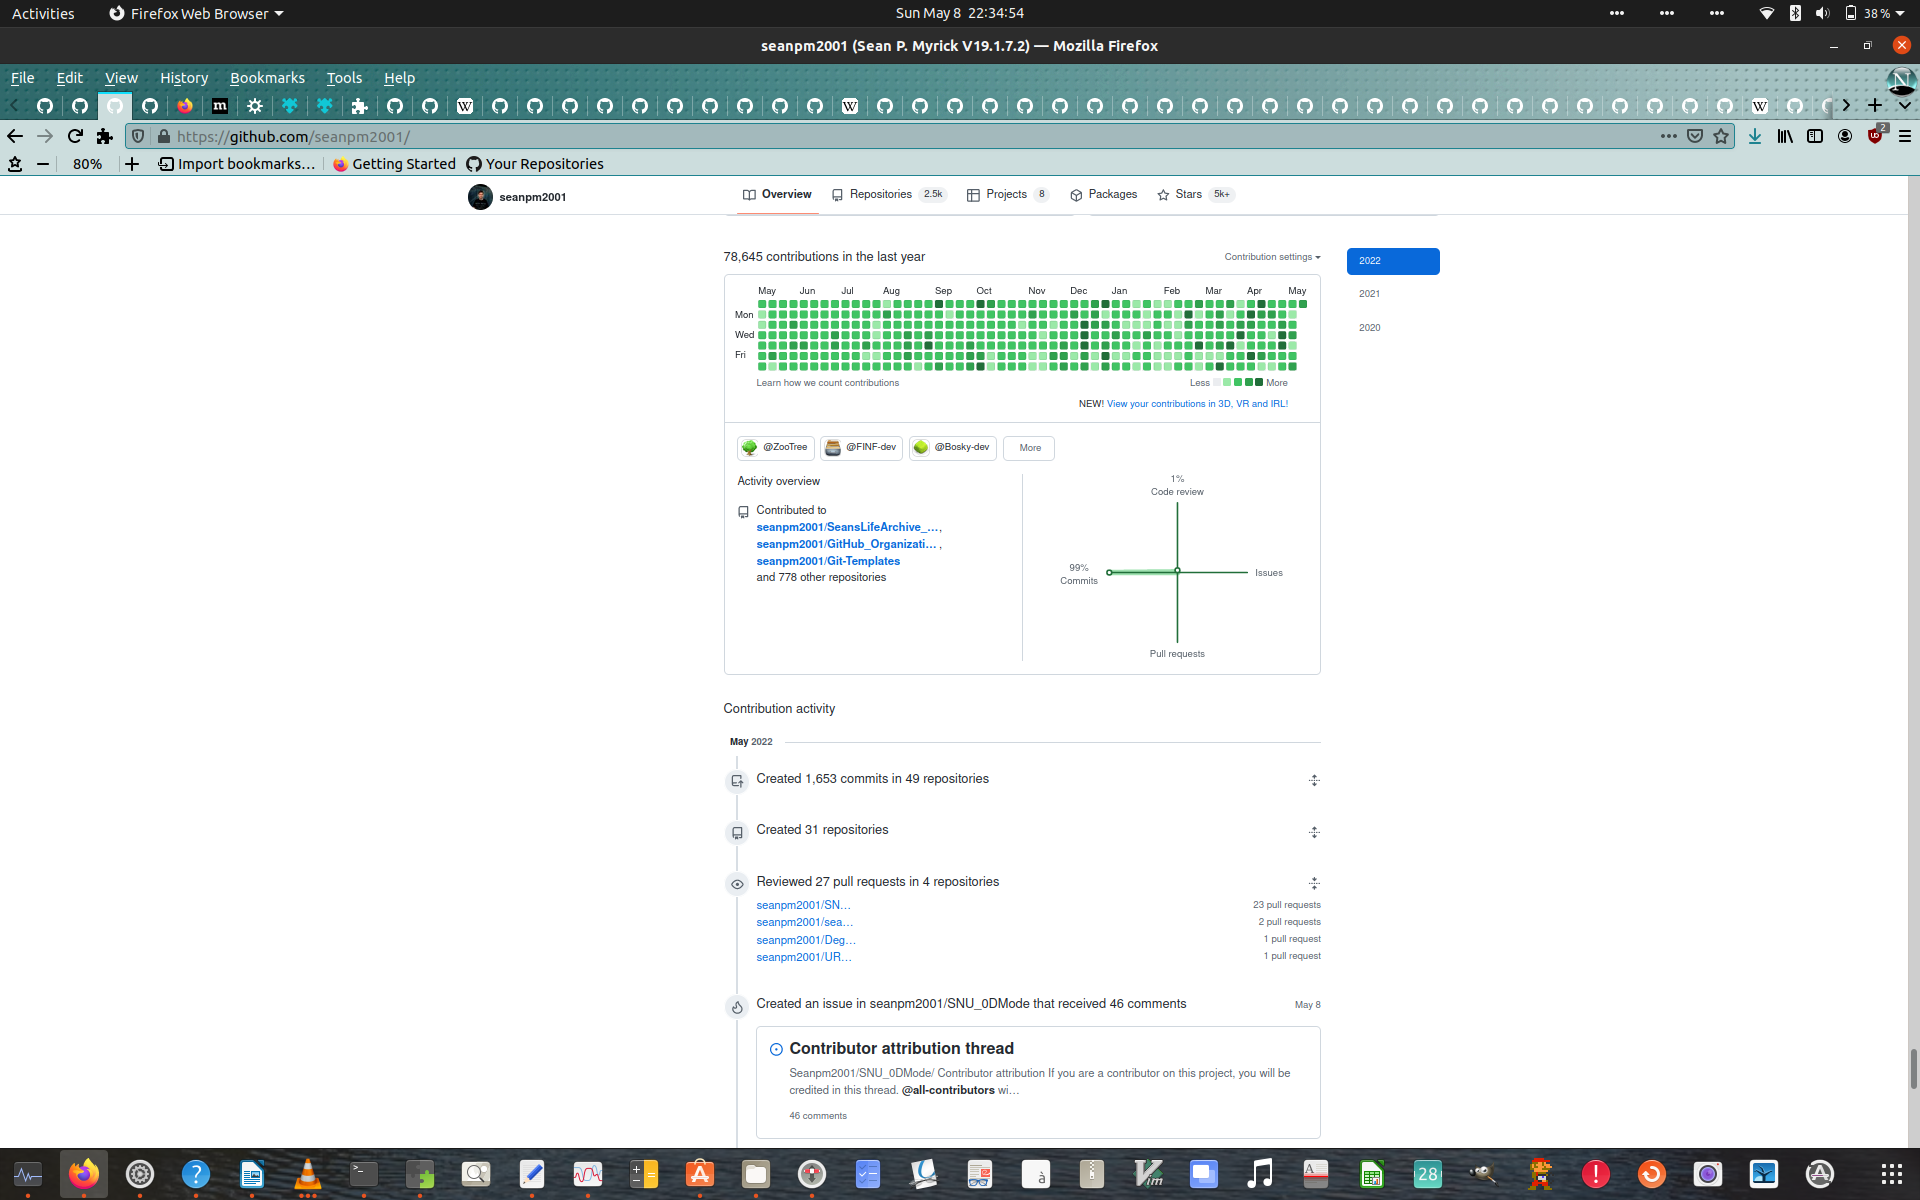 Activities
Firefox Web Browser
Sun May 8 22:34:54
38 %
seanpm2001 (Sean P. Myrick V19.1.7.2) — Mozilla Firefox
File Edit View History Bookmarks Tools Help
N
m
W
W
W
https://github.com/seanpm2001/
2
80%
Import bookmarks...
Getting Started
Your Repositories
seanpm2001
Overview
Repositories 2.5k
Projects 8
Packages
Stars 5k+
78,645 contributions in the last year
Contribution settings
2022
2021
2020
May Jun Jul Aug Sep Oct Nov Dec Jan Feb Mar Apr May
Mon
Wed
Fri
Learn how we count contributions
Less
More
NEW! View your contributions in 3D, VR and IRL!
@ZooTree
@FINF-dev
@Bosky-dev
More
Activity overview
Contributed to
seanpm2001/SeansLifeArchive_... ,
seanpm2001/GitHub_Organizati... ,
seanpm2001/Git-Templates
and 778 other repositories
1%
Code review
99%
Commits
Issues
Pull requests
Contribution activity
May 2022
Created 1,653 commits in 49 repositories
Created 31 repositories
Reviewed 27 pull requests in 4 repositories
seanpm2001/SN...
23 pull requests
seanpm2001/sea...
2 pull requests
seanpm2001/Deg...
1 pull request
seanpm2001/UR...
1 pull request
Created an issue in seanpm2001/SNU_0DMode that received 46 comments
May 8
Contributor attribution thread
Seanpm2001/SNU_0DMode/ Contributor attribution If you are a contributor on this project, you will be
credited in this thread. @all-contributors wi...
46 comments
à
Vim
28